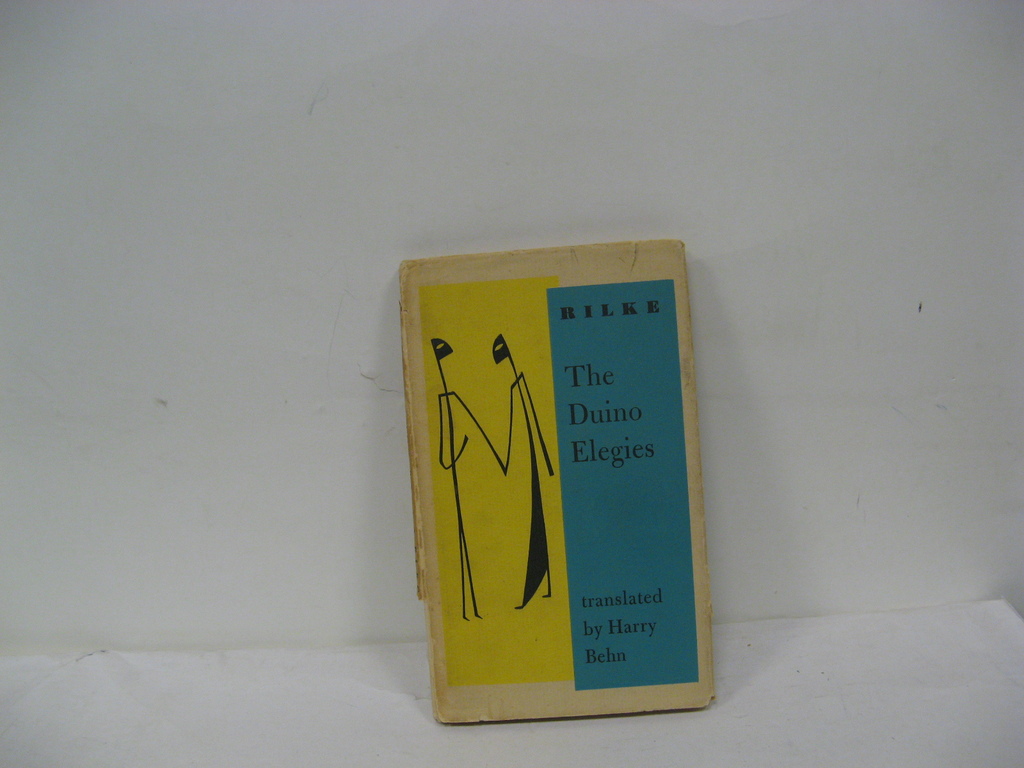 RILKE
The
Duino
Elegies
translated
by Harry
Behn